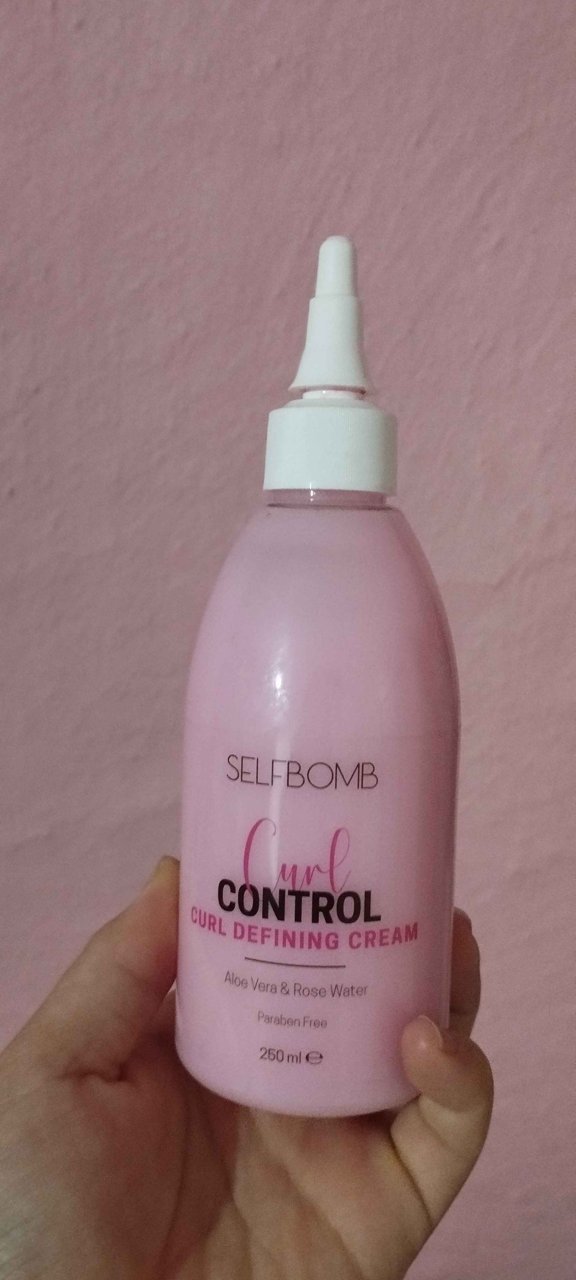 SELFBOMB
Curl
CONTROL
CURL DEFINING CREAM
Aloe Vera & Rose Water
Paraben Free
250 ml ℮